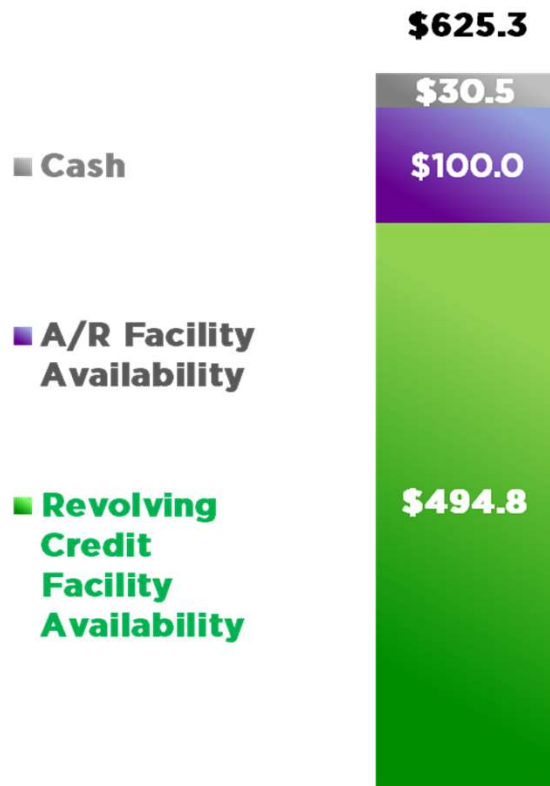 $625.3
$30.5
Cash
$100.0
A/R Facility
Availability
Revolving
Credit
Facility
Availability
$494.8